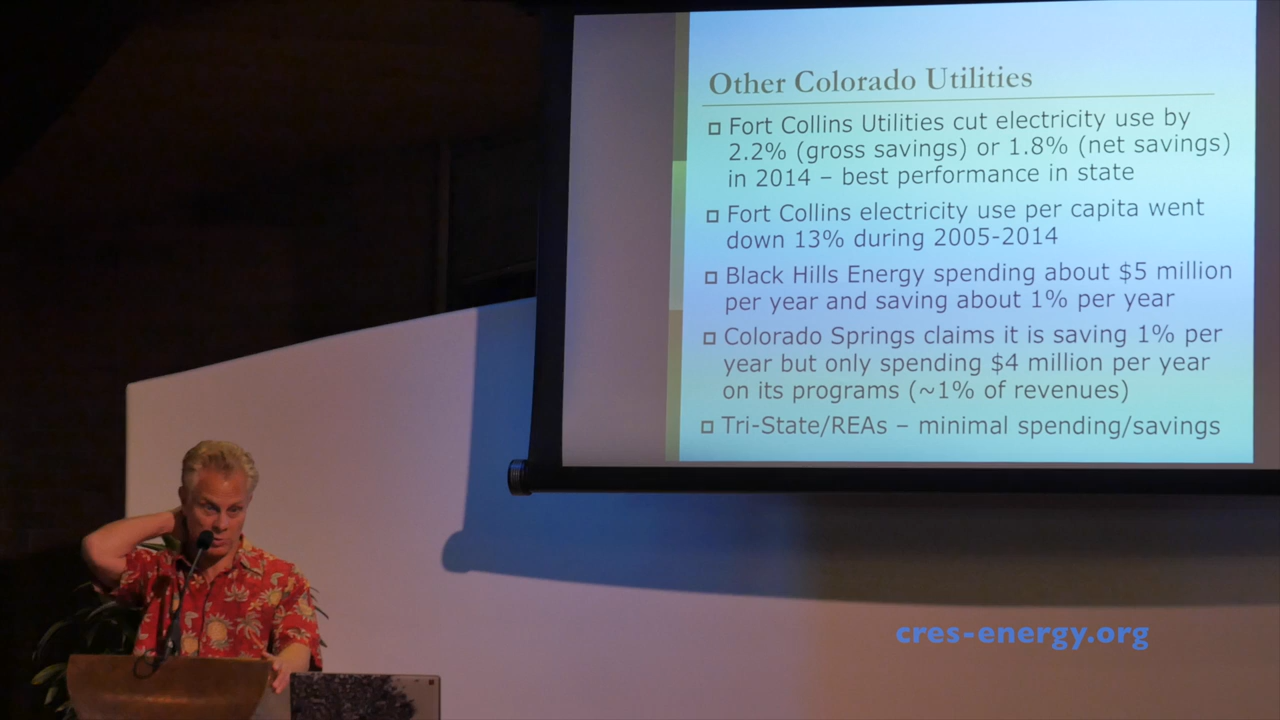 Other Colorado Utilities
Fort Collins Utilities cut electricity use by
2.2% (gross savings) or 1.8% (net savings)
in 2014 – best performance in state
Fort Collins electricity use per capita went
down 13% during 2005-2014
Black Hills Energy spending about $5 million
per year and saving about 1% per year
Colorado Springs claims it is saving 1% per
year but only spending $4 million per year
on its programs (~1% of revenues)
Tri-State/REAs – minimal spending/savings
cres-energy.org